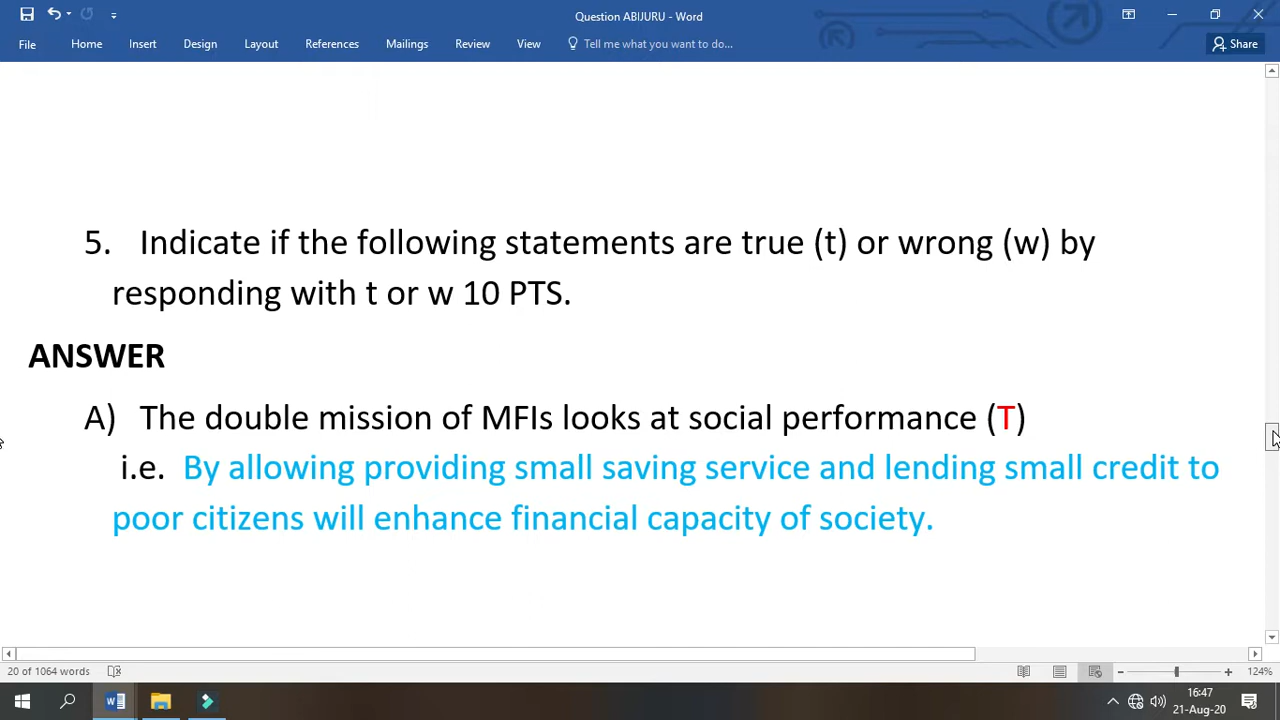 Question ABIJURU - Word
File Home Insert Design Layout References Mailings Review View Tell me what you want to do... Share
5. Indicate if the following statements are true (t) or wrong (w) by
responding with t or w 10 PTS.
ANSWER
A) The double mission of MFIs looks at social performance (T)
i.e. By allowing providing small saving service and lending small credit to
poor citizens will enhance financial capacity of society.
20 of 1064 words
124%
16:47
21-Aug-20